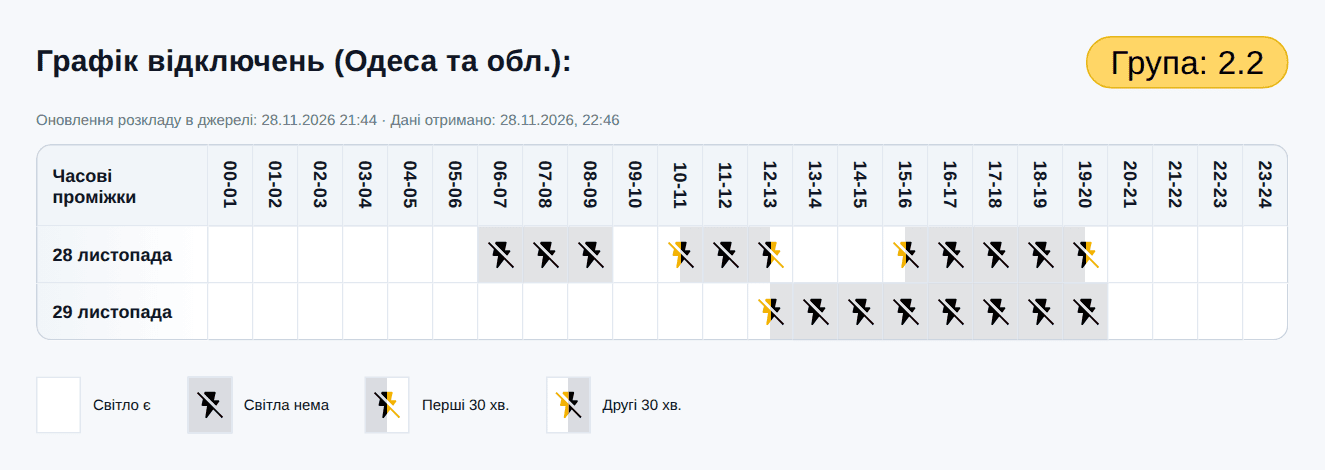 Графік відключень (Одеса та обл.):
Група: 2.2
Оновлення розкладу в джерелі: 28.11.2026 21:44 · Дані отримано: 28.11.2026, 22:46
Часові
проміжки
00-01
01-02
02-03
03-04
04-05
05-06
06-07
07-08
08-09
09-10
10-11
11-12
12-13
13-14
14-15
15-16
16-17
17-18
18-19
19-20
20-21
21-22
22-23
23-24
28 листопада
29 листопада
Світло є
Світла нема
Перші 30 хв.
Другі 30 хв.